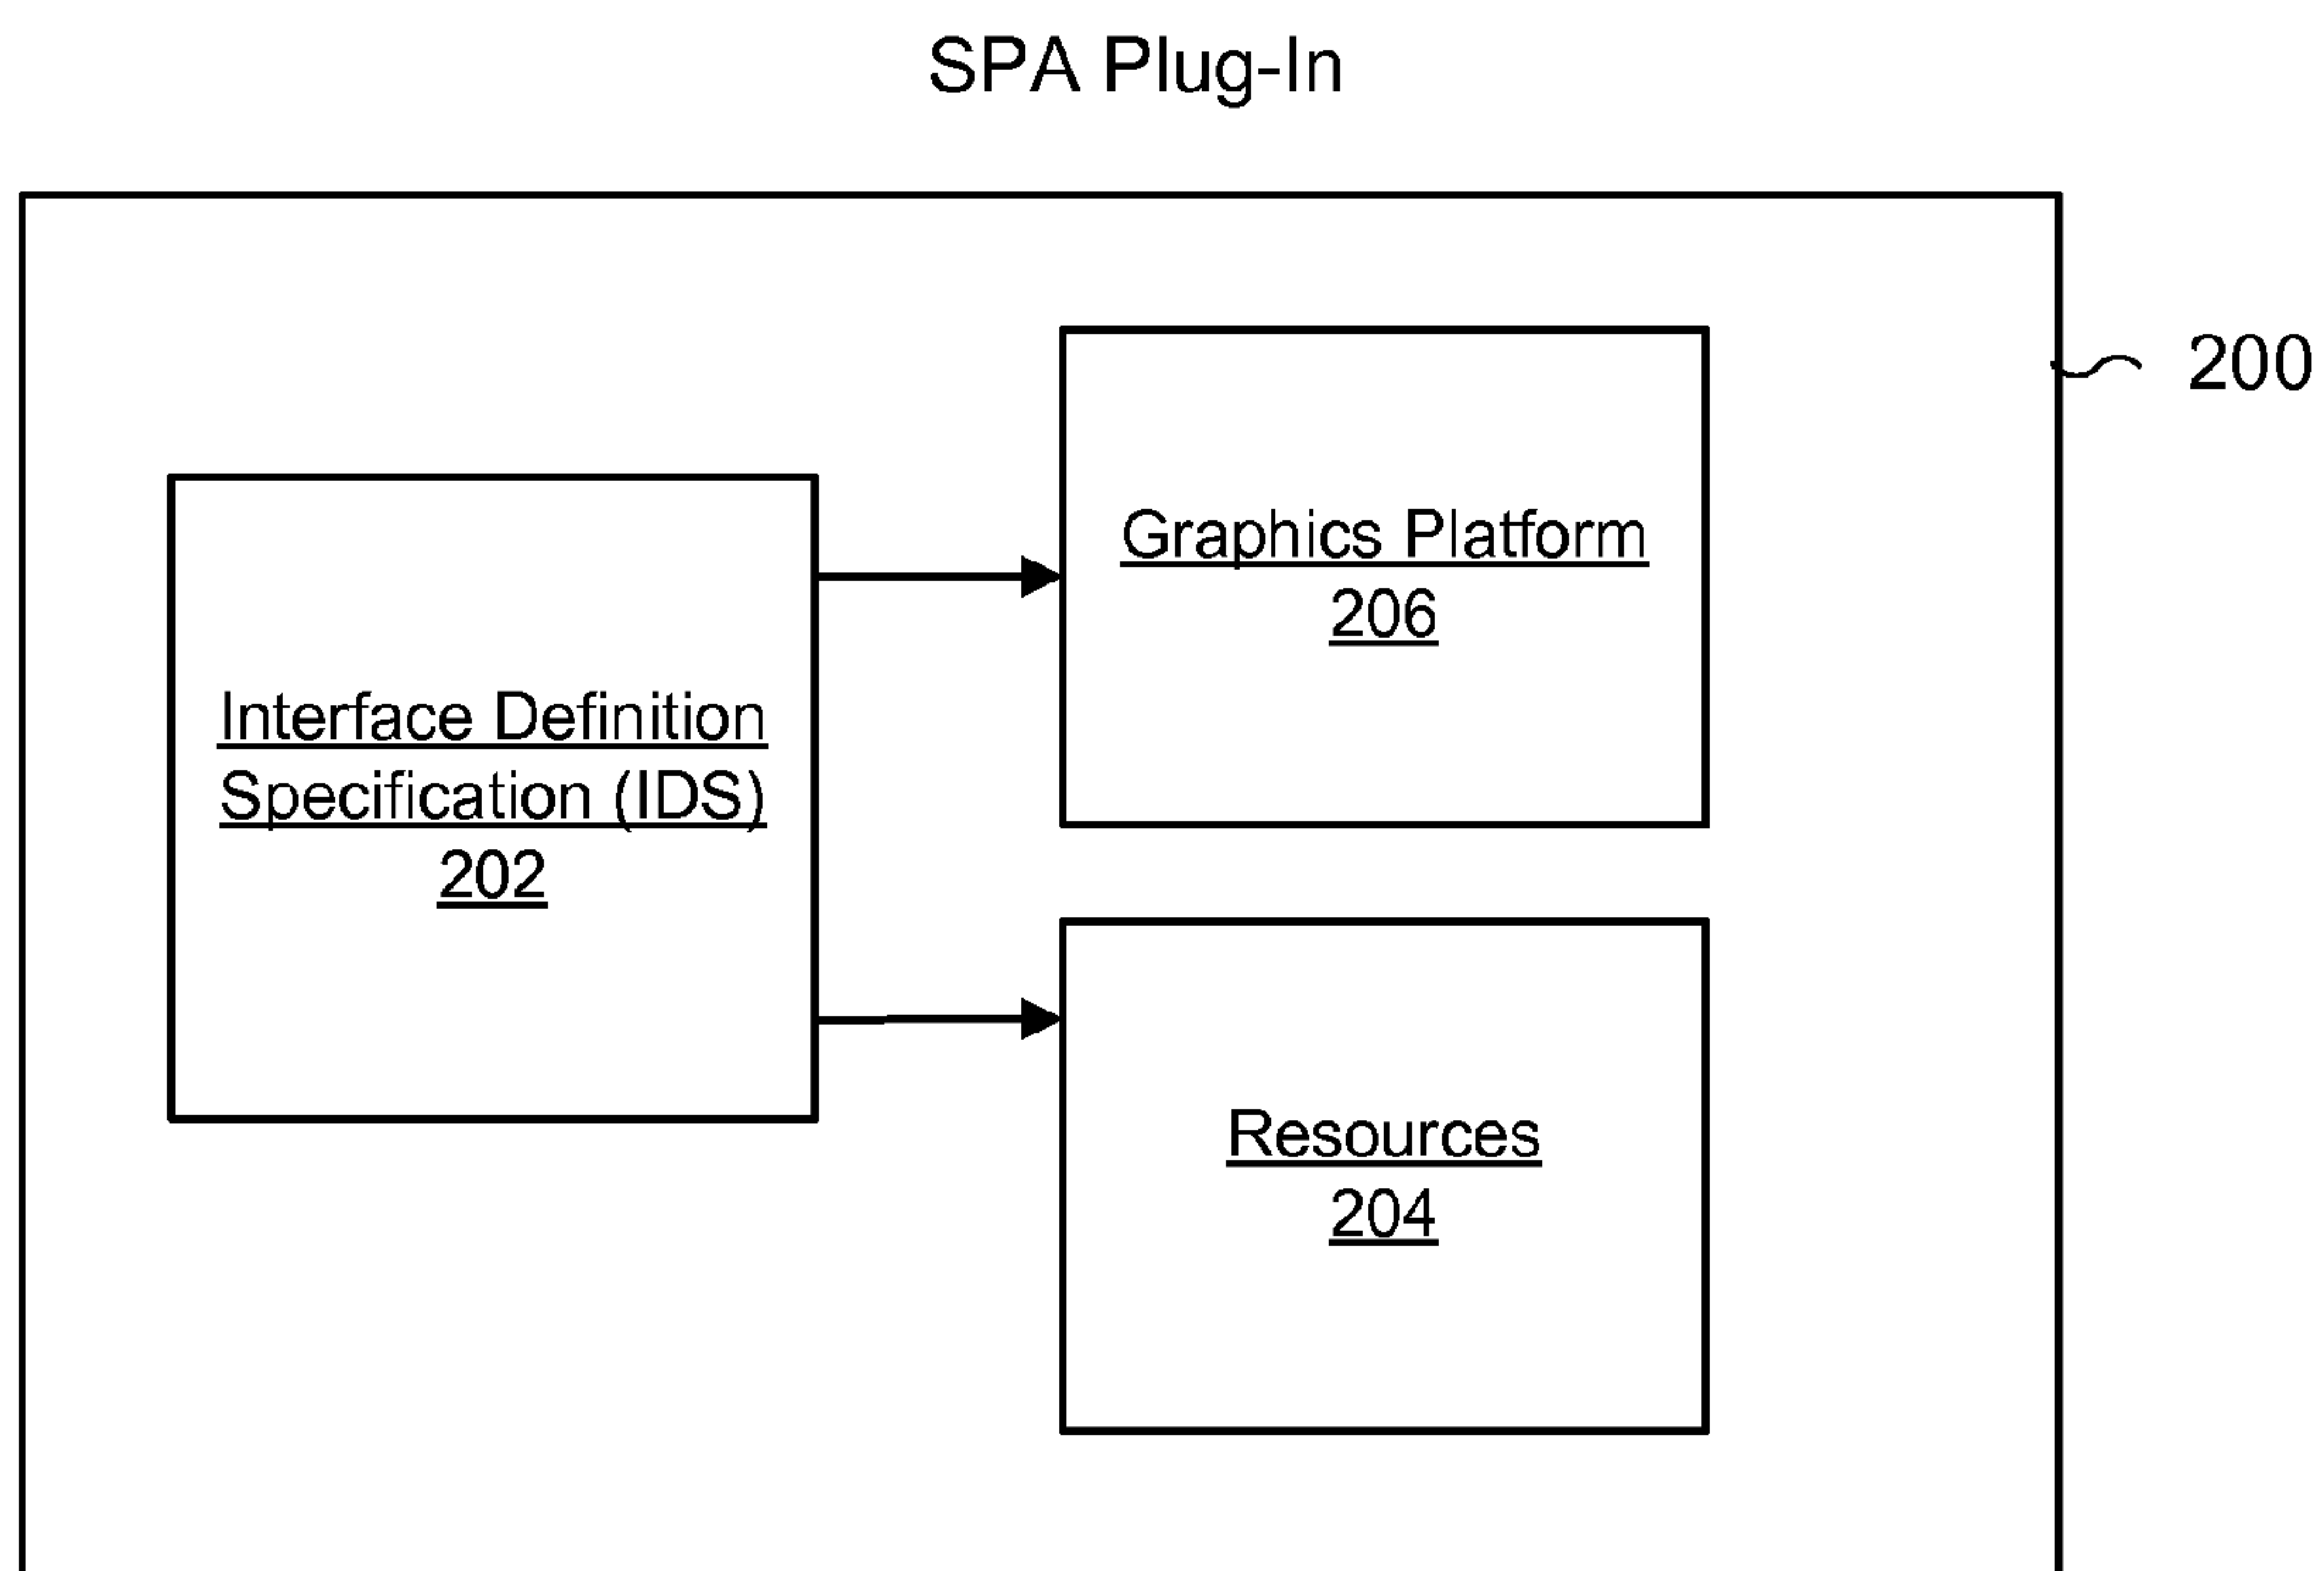 SPA Plug-In
200
Graphics Platform
206
Interface Definition
Specification (IDS)
202
Resources
204